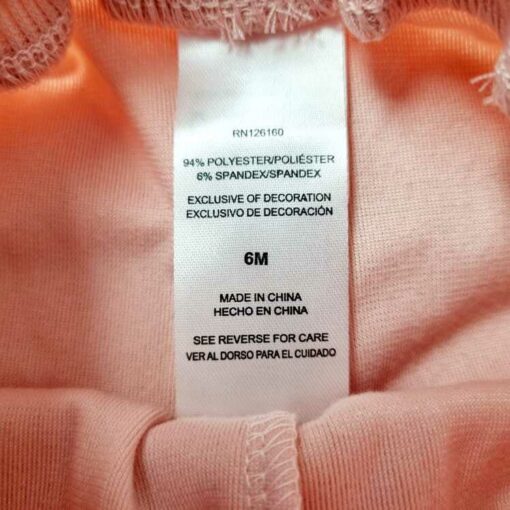 RN126160
94% POLYESTER/POLIÉSTER
6% SPANDEX/SPANDEX
EXCLUSIVE OF DECORATION
EXCLUSIVO DE DECORACIÓN
6M
MADE IN CHINA
HECHO EN CHINA
SEE REVERSE FOR CARE
VER AL DORSO PARA EL CUIDADO